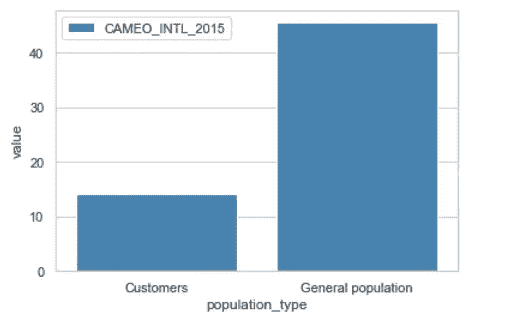 CAMEO_INTL_2015
40
30
20
10
0
value
Customers
General population
population_type